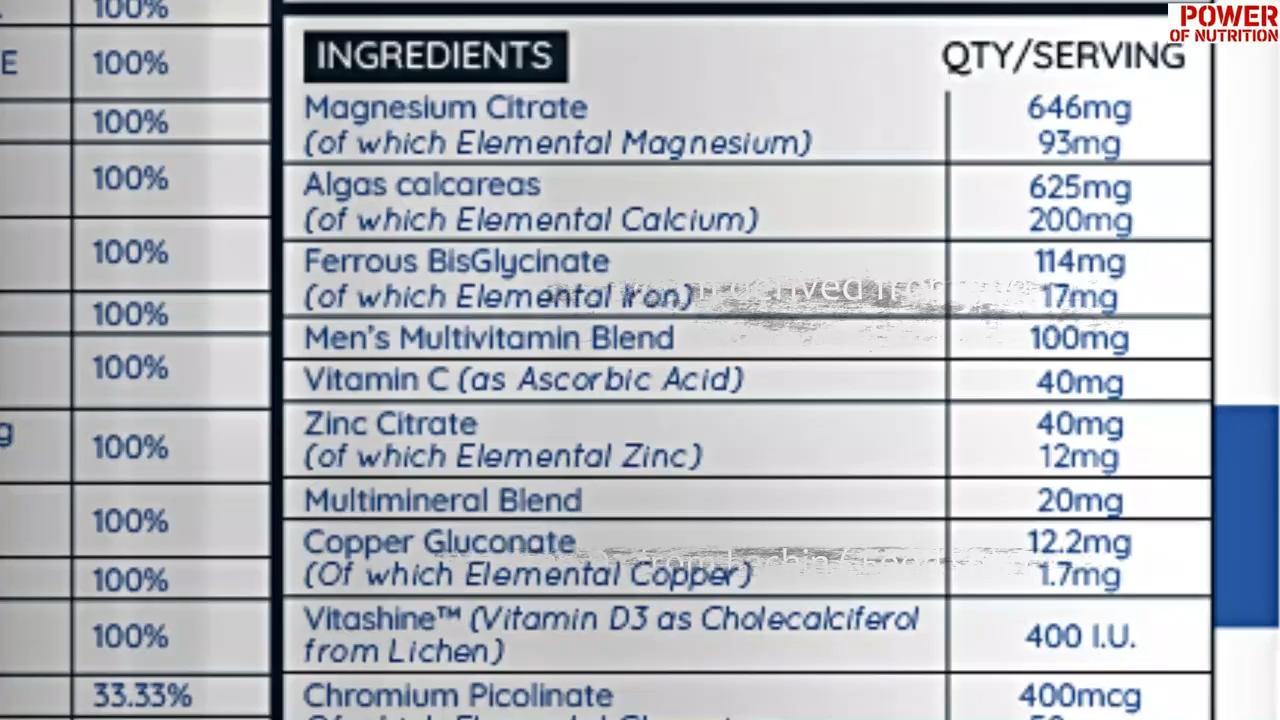 POWER
OF NUTRITION
100%
E
100%
100%
100%
100%
100%
100%
g
100%
100%
100%
100%
33.33%
INGREDIENTS QTY/SERVING
Magnesium Citrate 646mg
(of which Elemental Magnesium) 93mg
Algas calcareas 625mg
(of which Elemental Calcium) 200mg
Ferrous BisGlycinate 114mg
(of which Elemental Iron) 17mg
Men's Multivitamin Blend 100mg
Vitamin C (as Ascorbic Acid) 40mg
Zinc Citrate 40mg
(of which Elemental Zinc) 12mg
Multimineral Blend 20mg
Copper Gluconate 12.2mg
(Of which Elemental Copper) 1.7mg
Vitashine™ (Vitamin D3 as Cholecalciferol
from Lichen) 400 I.U.
Chromium Picolinate 400mcg